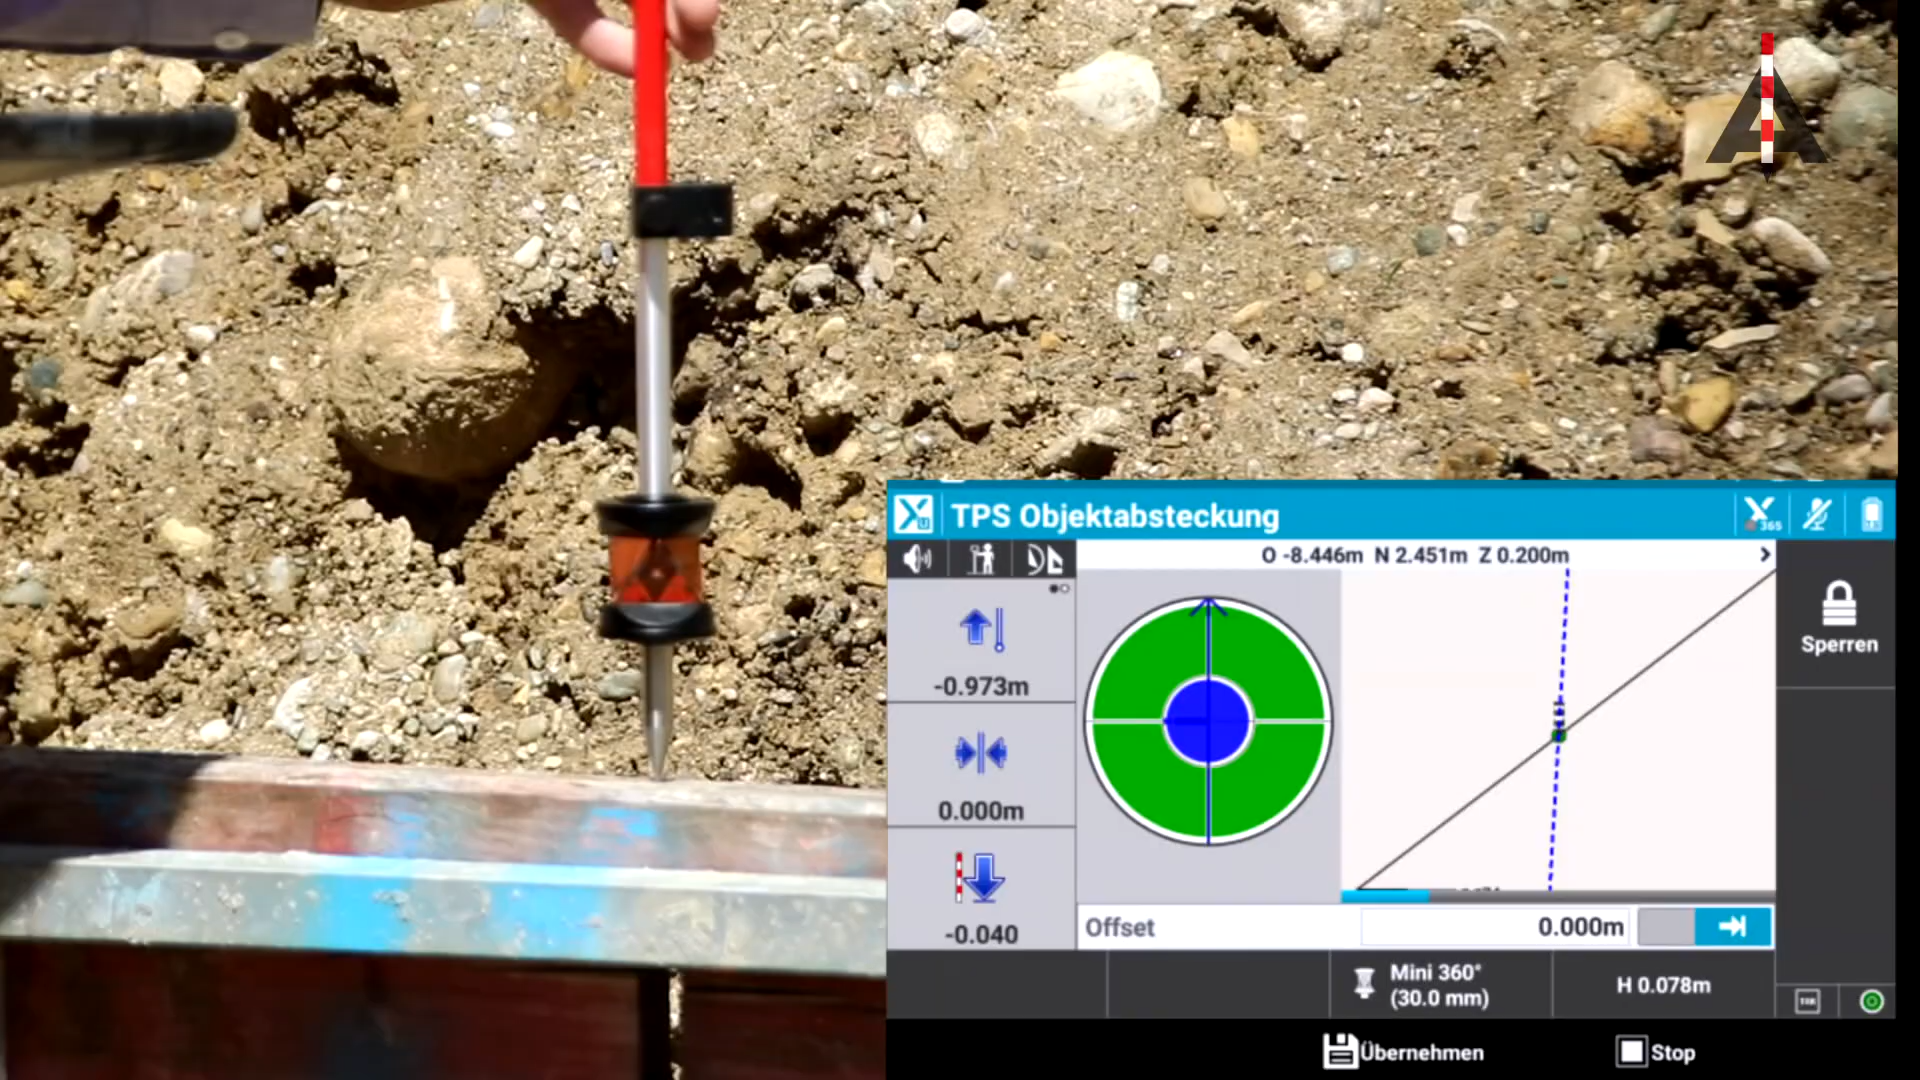 TPS Objektabsteckung
365
O -8.446m N 2.451m Z 0.200m
-0.973m
0.000m
-0.040
Sperren
Offset
0.000m
Mini 360°
(30.0 mm)
H 0.078m
Übernehmen
Stop